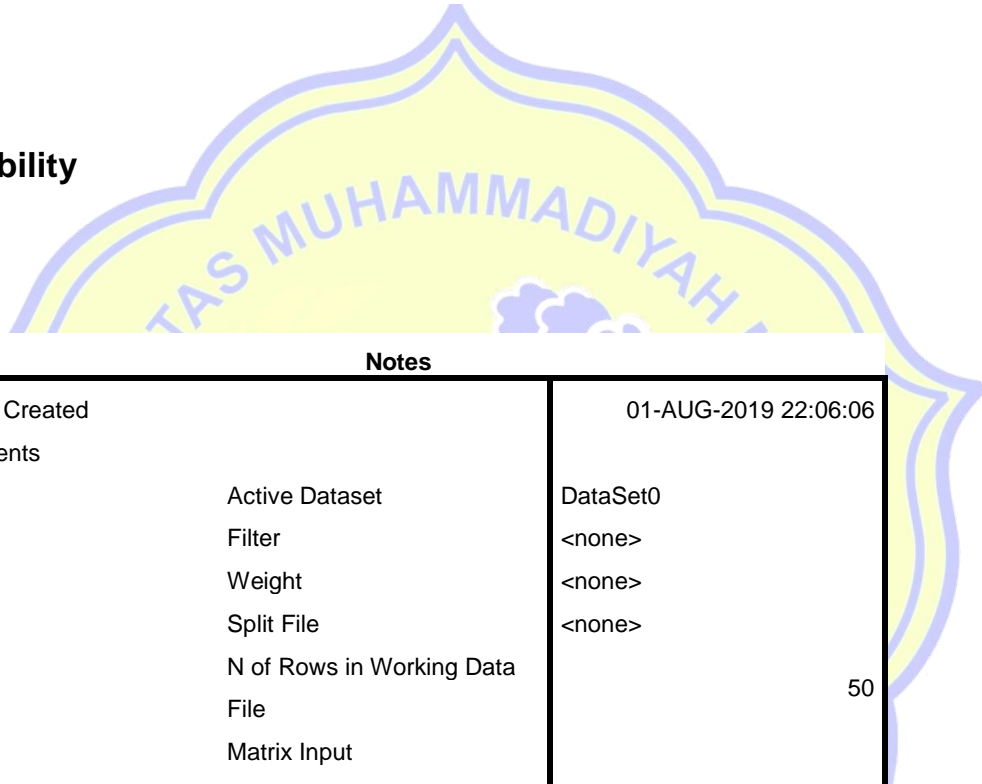 bility
TAS MUHAMMADIYAH
Notes
Created 01-AUG-2019 22:06:06
ents
Active Dataset DataSet0
Filter <none>
Weight <none>
Split File <none>
N of Rows in Working Data
File
50
Matrix Input